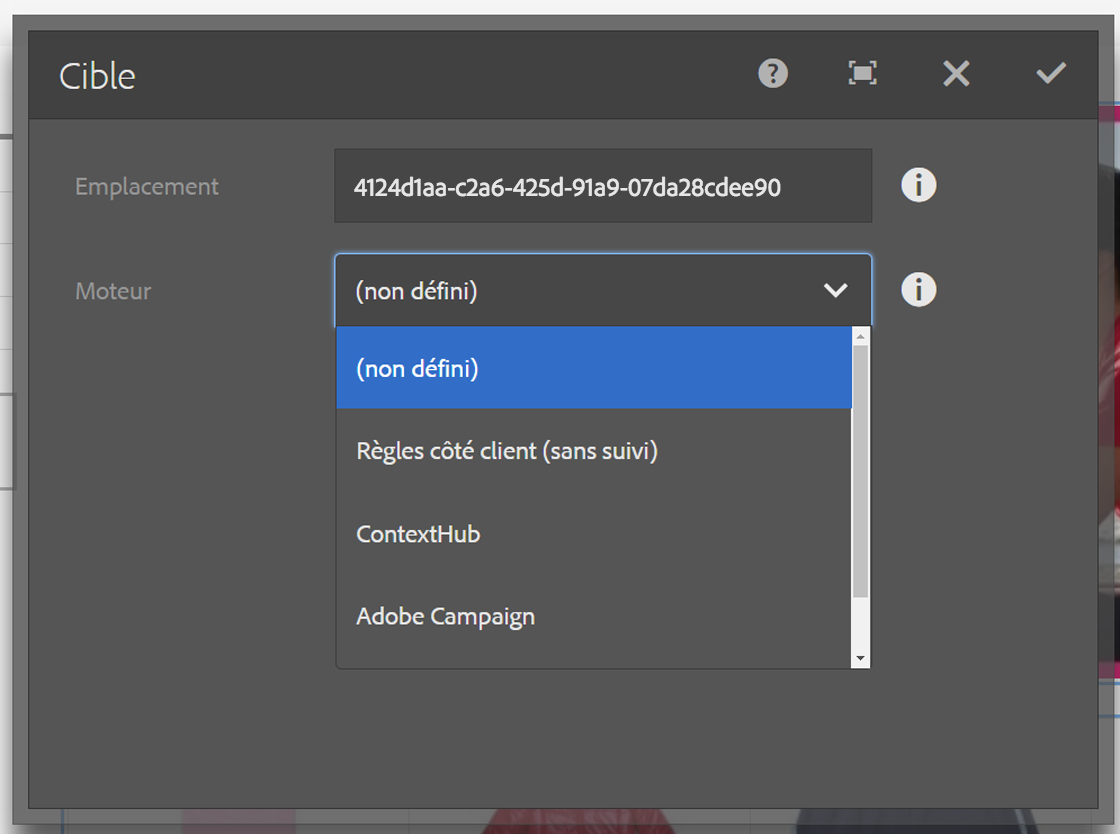 Cible
Emplacement
4124d1aa-c2a6-425d-91a9-07da28cdee90
Moteur
(non défini)
(non défini)
Règles côté client (sans suivi)
ContextHub
Adobe Campaign